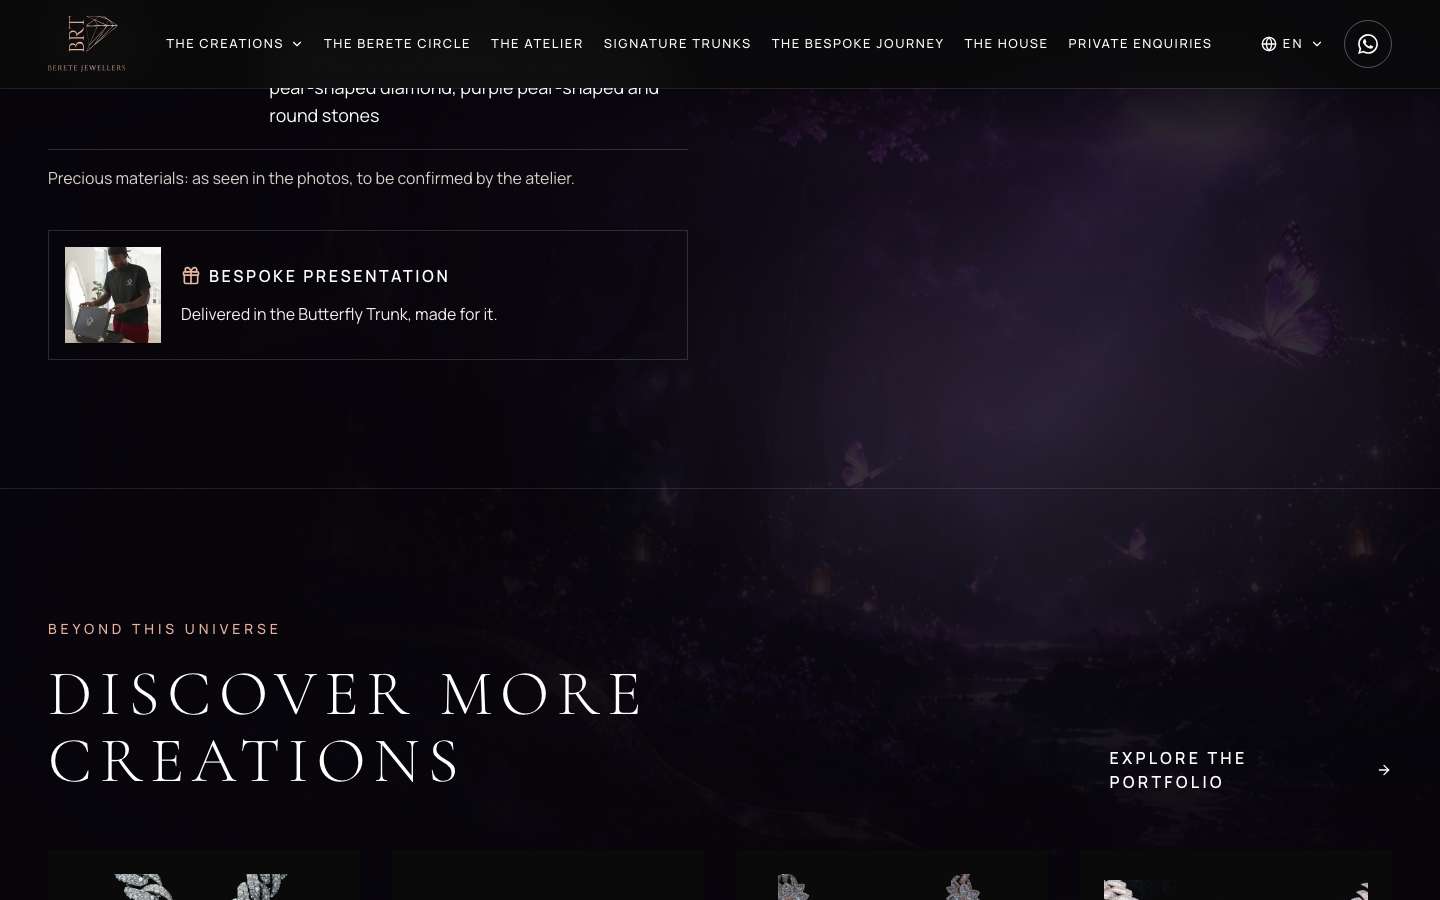 BRT
BERETE JEWELLERS
THE CREATIONS
THE BERETE CIRCLE
THE ATELIER
SIGNATURE TRUNKS
THE BESPOKE JOURNEY
THE HOUSE
PRIVATE ENQUIRIES
EN
pear-shaped diamond, purple pear-shaped and
round stones
Precious materials: as seen in the photos, to be confirmed by the atelier.
BESPOKE PRESENTATION
Delivered in the Butterfly Trunk, made for it.
BEYOND THIS UNIVERSE
DISCOVER MORE
CREATIONS
EXPLORE THE
PORTFOLIO